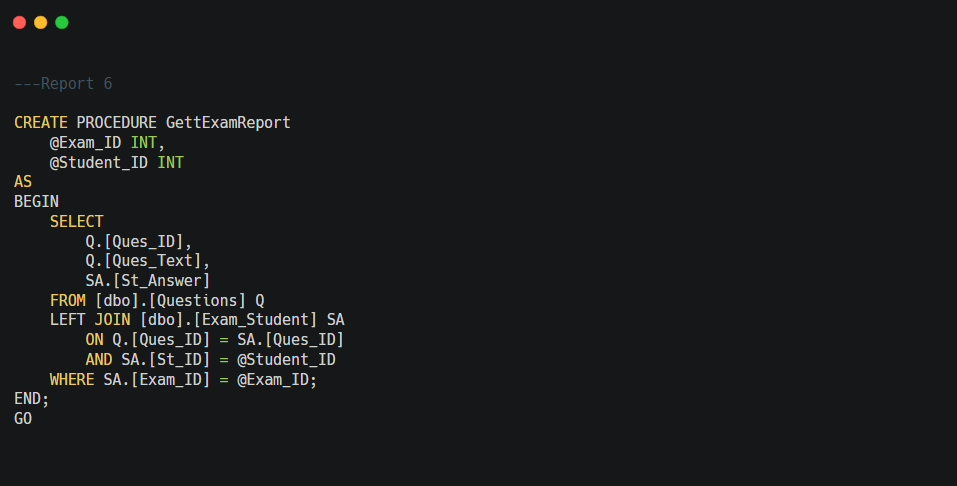 ---Report 6
CREATE PROCEDURE GettExamReport
    @Exam_ID INT,
    @Student_ID INT
AS
BEGIN
    SELECT
        Q.[Ques_ID],
        Q.[Ques_Text],
        SA.[St_Answer]
    FROM [dbo].[Questions] Q
    LEFT JOIN [dbo].[Exam_Student] SA
        ON Q.[Ques_ID] = SA.[Ques_ID]
        AND SA.[St_ID] = @Student_ID
    WHERE SA.[Exam_ID] = @Exam_ID;
END;
GO